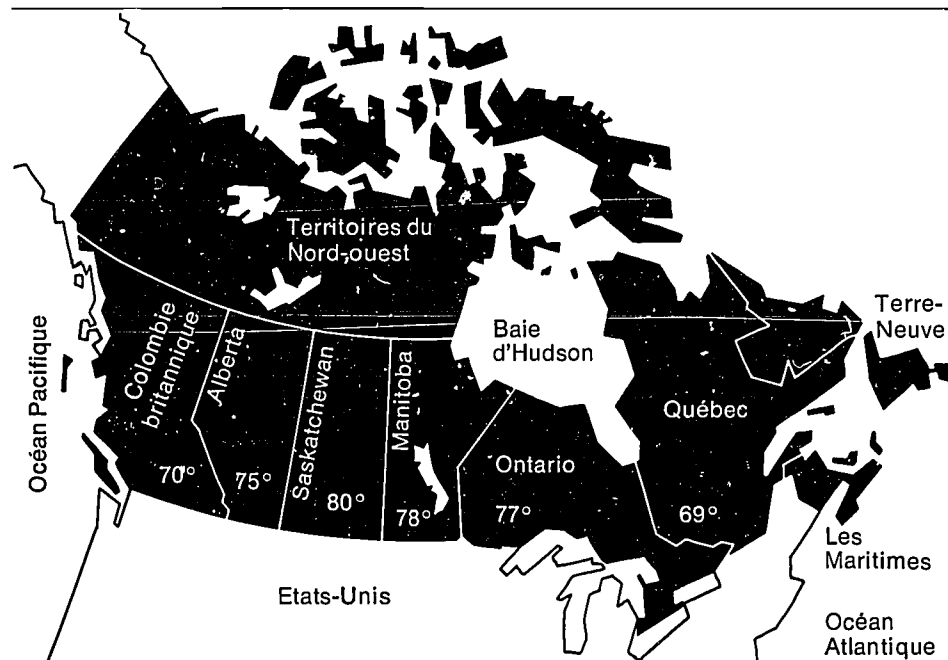 Territoires du
Nord-ouest
Terre-
Neuve
Baie
d'Hudson
Océan Pacifique
Colombie
britannique
Alberta
Saskatchewan
Manitoba
Québec
Ontario
70°
75°
80°
78°
77°
69°
Les
Maritimes
Etats-Unis
Océan
Atlantique